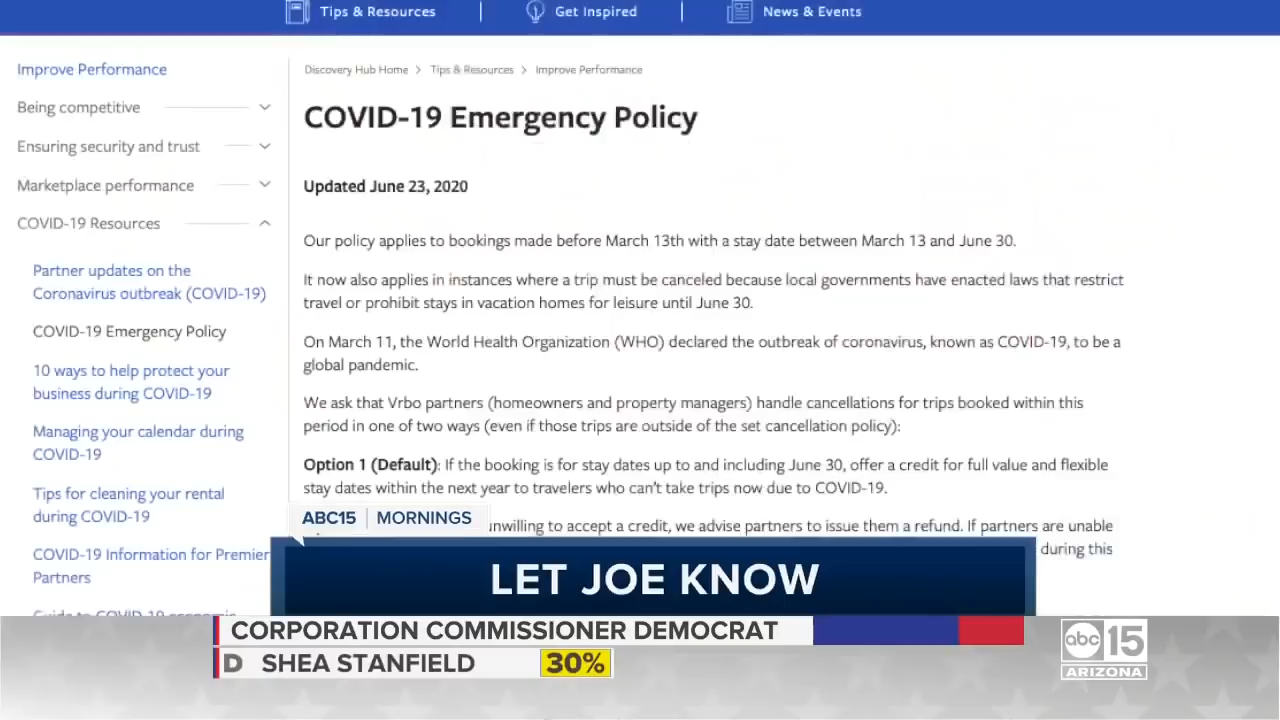 Tips & Resources
Get Inspired
News & Events
Improve Performance
Being competitive
Ensuring security and trust
Marketplace performance
COVID-19 Resources
Partner updates on the
Coronavirus outbreak (COVID-19)
COVID-19 Emergency Policy
10 ways to help protect your
business during COVID-19
Managing your calendar during
COVID-19
Tips for cleaning your rental
during COVID-19
COVID-19 Information for Premier
Partners
Discovery Hub Home > Tips & Resources > Improve Performance
COVID-19 Emergency Policy
Updated June 23, 2020
Our policy applies to bookings made before March 13th with a stay date between March 13 and June 30.
It now also applies in instances where a trip must be canceled because local governments have enacted laws that restrict
travel or prohibit stays in vacation homes for leisure until June 30.
On March 11, the World Health Organization (WHO) declared the outbreak of coronavirus, known as COVID-19, to be a
global pandemic.
We ask that Vrbo partners (homeowners and property managers) handle cancellations for trips booked within this
period in one of two ways (even if those trips are outside of the set cancellation policy):
Option 1 (Default): If the booking is for stay dates up to and including June 30, offer a credit for full value and flexible
stay dates within the next year to travelers who can't take trips now due to COVID-19.
to accept a credit, we advise partners to issue them a refund. If partners are unable
during this
ABC15 MORNINGS
LET JOE KNOW
CORPORATION COMMISSIONER DEMOCRAT
D SHEA STANFIELD 30%
abc 15
ARIZONA